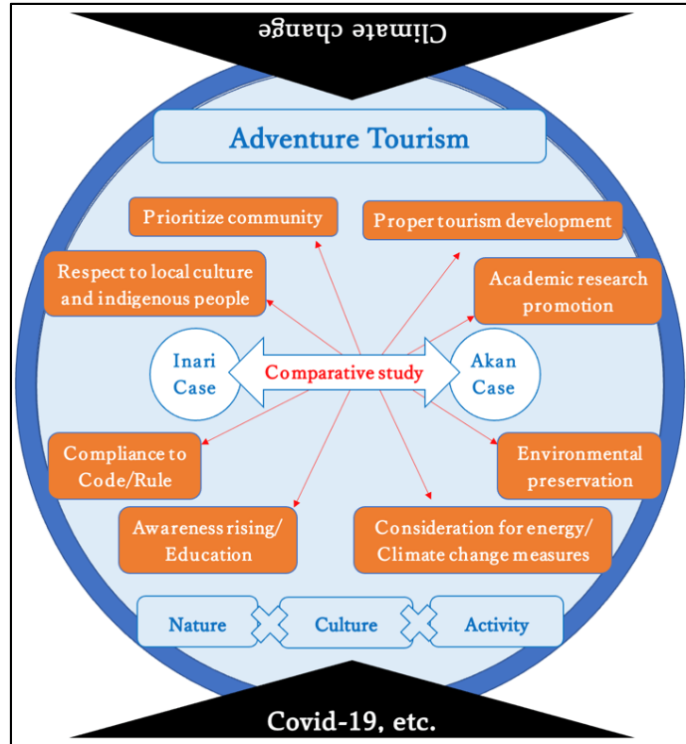 Climate change
Adventure Tourism
Prioritize community
Proper tourism development
Respect to local culture
and indigenous people
Academic research
promotion
Inari
Case
Comparative study
Akan
Case
Compliance to
Code/Rule
Environmental
preservation
Awareness rising/
Education
Consideration for energy/
Climate change measures
Nature
Culture
Activity
Covid-19, etc.